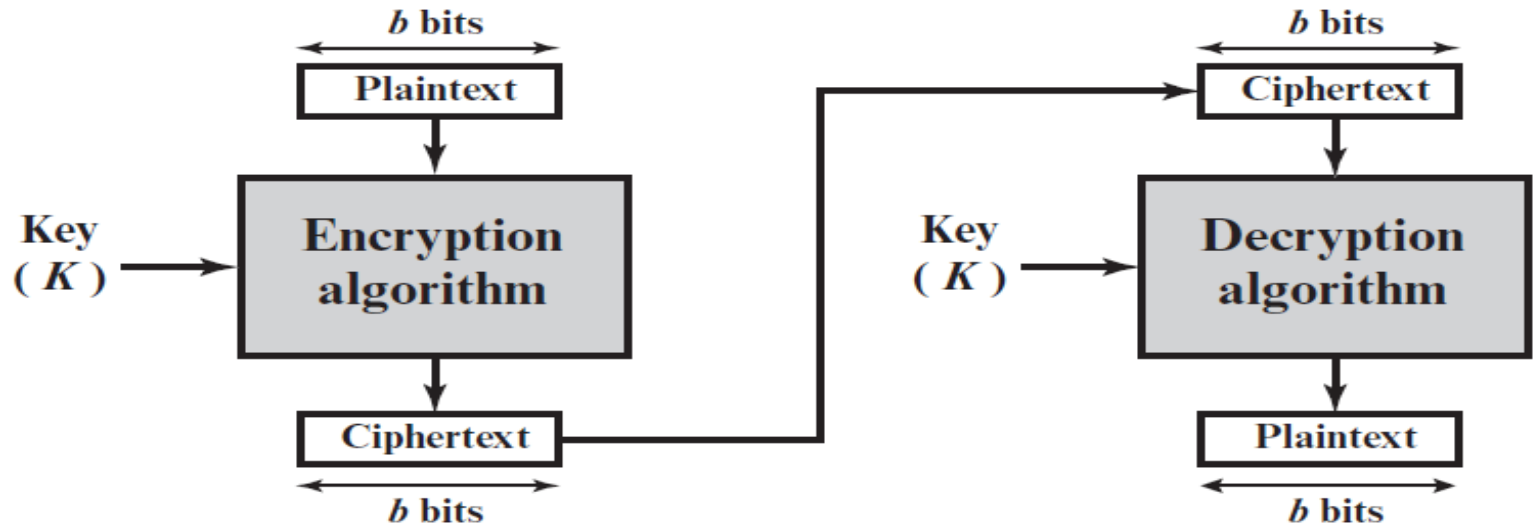 b bits
Plaintext
Key
( K )
Encryption
algorithm
Ciphertext
b bits
b bits
Ciphertext
Key
( K )
Decryption
algorithm
Plaintext
b bits